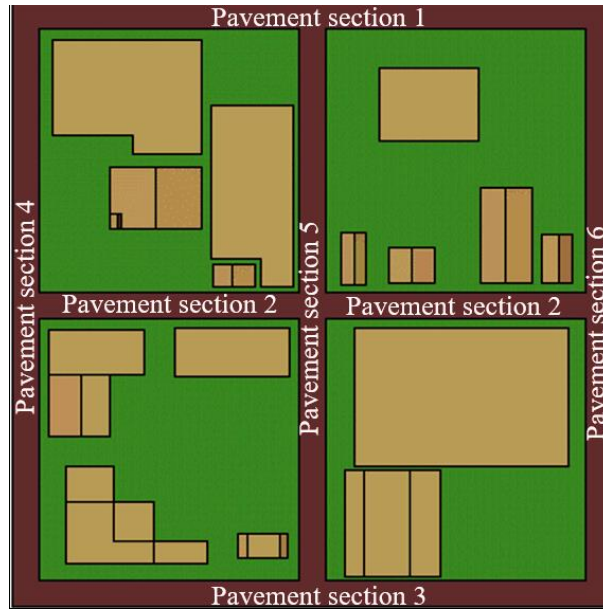 Pavement section 1
Pavement section 4
Pavement section 5
Pavement section 6
Pavement section 2
Pavement section 2
Pavement section 3